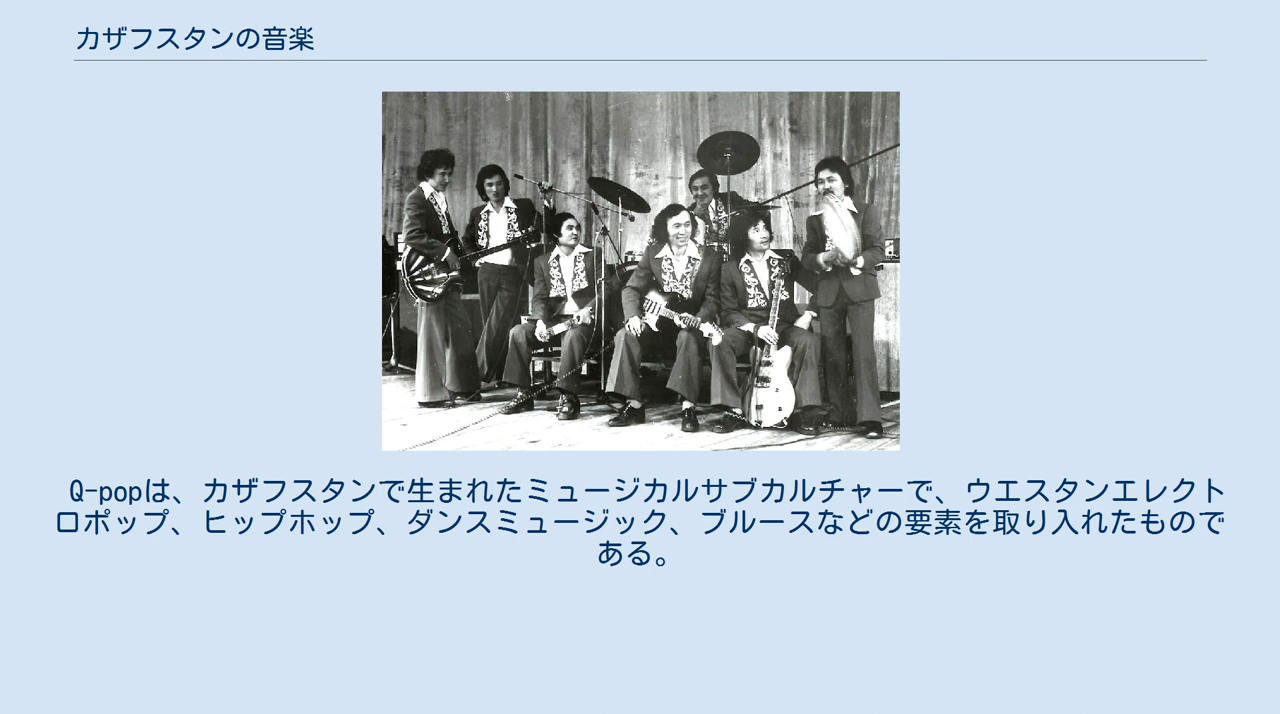 カザフスタンの音楽
Q-popは、カザフスタンで生まれたミュージカルサブカルチャーで、ウエスタンエレクト
ロポップ、ヒップホップ、ダンスミュージック、ブルースなどの要素を取り入れたもので
ある。